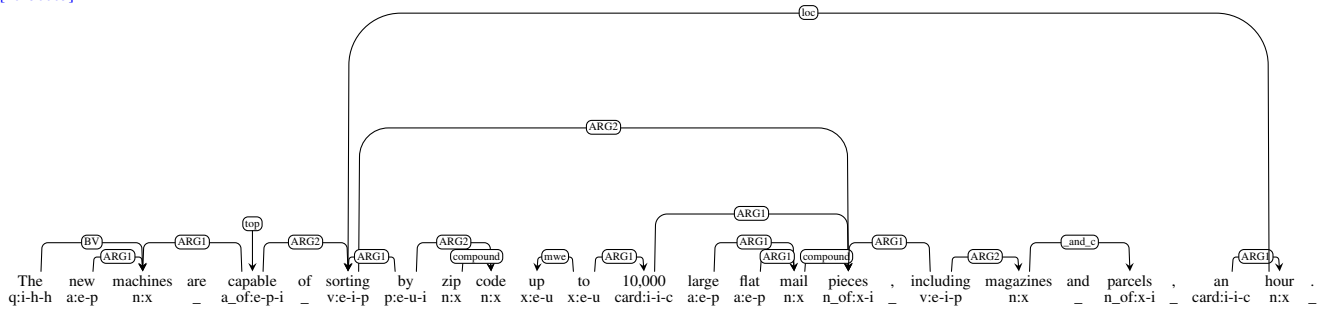 loc
ARG2
top
ARG1
BV ARG1 ARG2 ARG2 ARG1 ARG1 _and_c
ARG1 ARG1 compound mwe ARG1 ARG1 compound ARG2 ARG1
The new machines are capable of sorting by zip code up to 10,000 large flat mail pieces , including magazines and parcels , an hour .
q:i-h-h a:e-p n:x _ a_of:e-p-i _ v:e-i-p p:e-u-i n:x n:x x:e-u x:e-u card:i-i-c a:e-p a:e-p n:x n_of:x-i _ v:e-i-p n:x _ n_of:x-i _ card:i-i-c n:x _